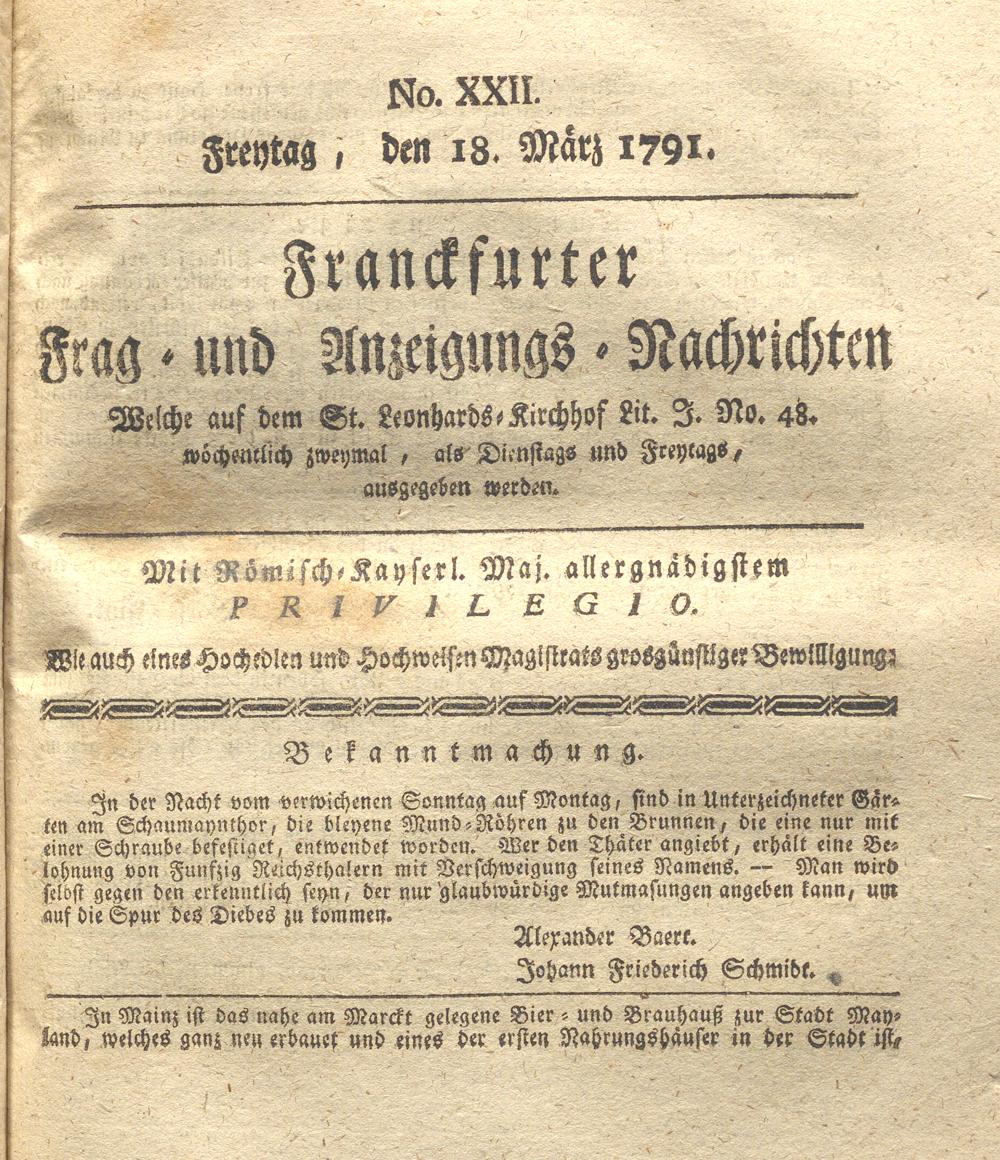 No. XXII.
Freytag, den 18. März 1791.
Franckfurter
Frag- und Anzeigungs-Nachrichten
Welche auf dem St. Leonhards-Kirchhof Lit. J. No. 48.
wöchentlich zweymal, als Dienstags und Freytags,
ausgegeben werden.
Mit Römisch-Kayserl. Maj. allergnädigstem
PRIVILEGIO.
Wie auch eines Hochedlen und Hochweisen Magistrats grosgünstiger Bewilligung.
Bekanntmachung.
In der Nacht vom verwichenen Sonntag auf Montag, sind in Unterzeichneter Gär-
ten am Schaumaynthor, die bleyene Mund-Röhren zu den Brunnen, die eine nur mit
einer Schraube befestiget, entwendet worden. Wer den Thäter angiebt, erhält eine Be-
lohnung von Funfzig Reichsthalern mit Verschweigung seines Namens. — Man wird
selbst gegen den erkenntlich seyn, der nur glaubwürdige Mutmasungen angeben kann, um
auf die Spur des Diebes zu kommen.
Alexander Baert.
Johann Friederich Schmidt.
In Mainz ist das nahe am Marckt gelegene Bier- und Brauhauß zur Stadt May-
land, welches ganz neu erbauet und eines der ersten Nahrungshäuser in der Stadt ist,